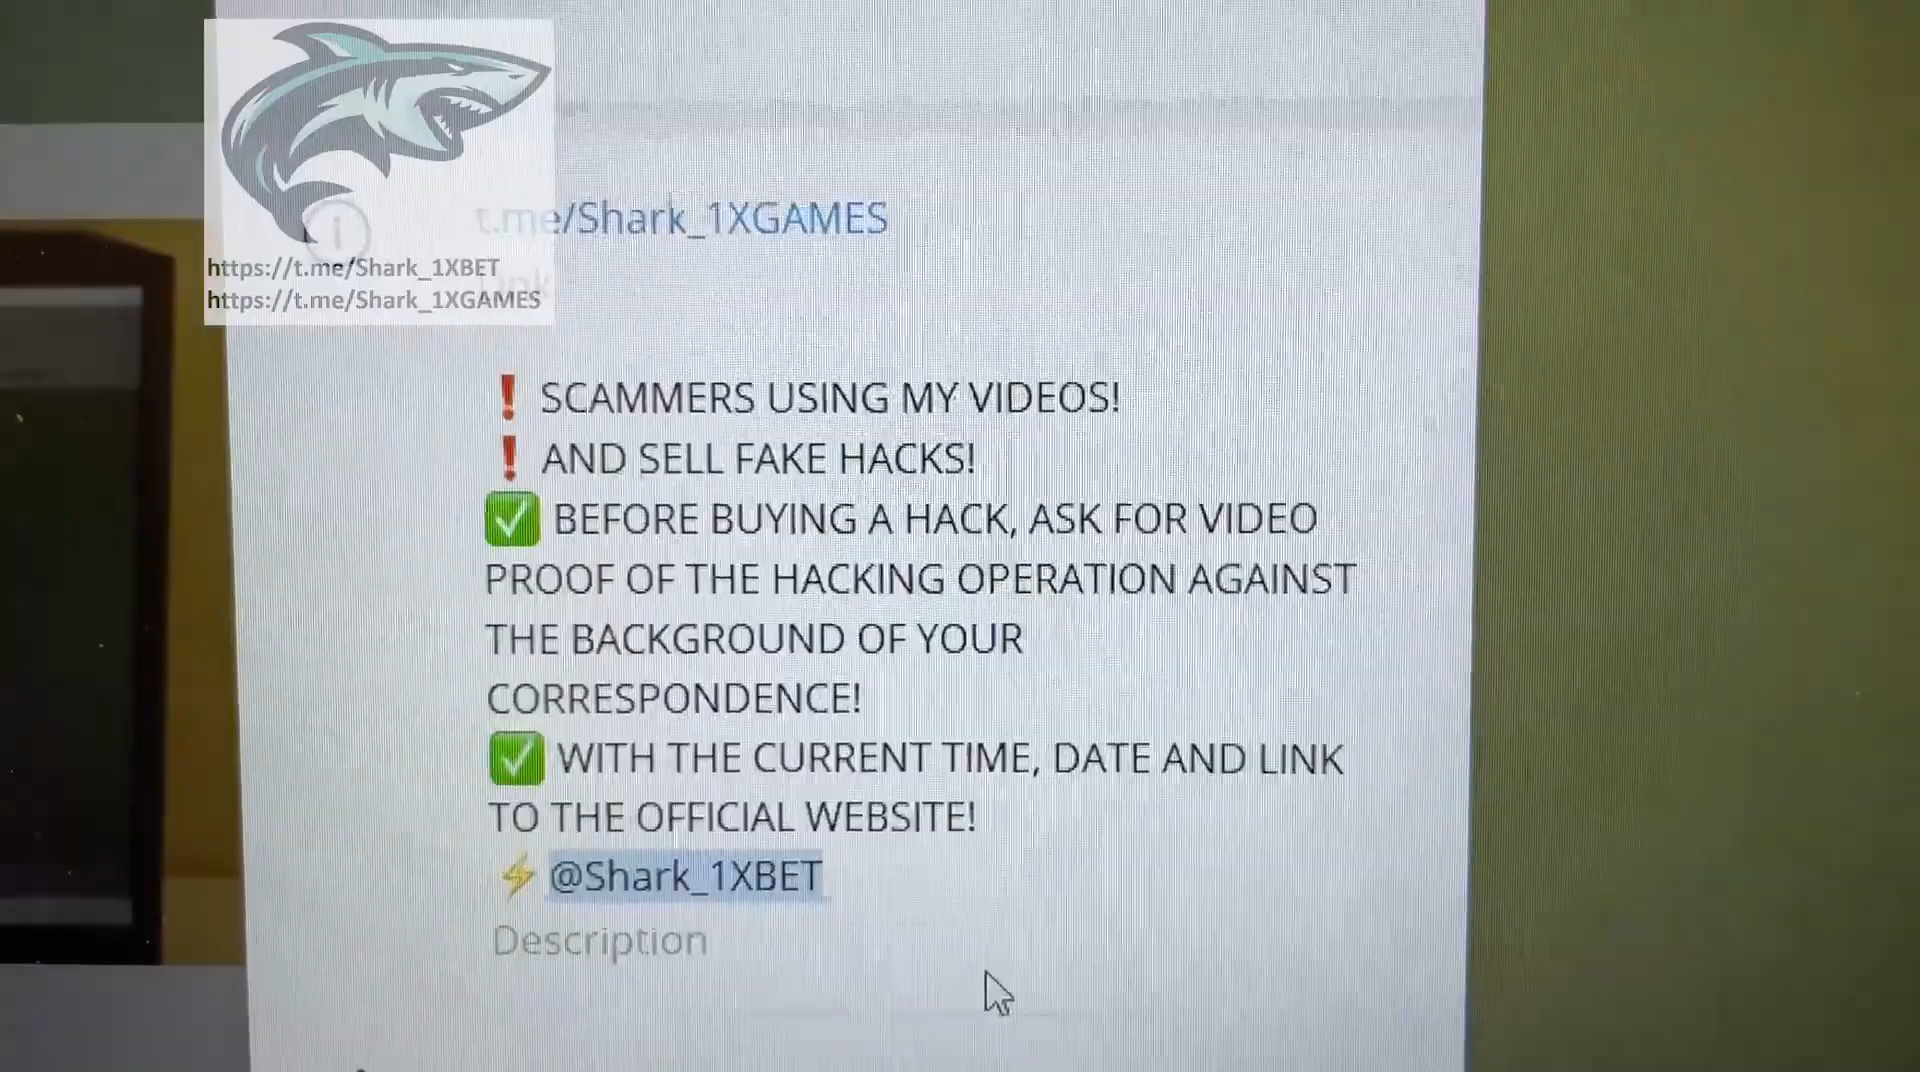 t.me/Shark_1XGAMES
https://t.me/Shark_1XBET
https://t.me/Shark_1XGAMES
❗ SCAMMERS USING MY VIDEOS!
❗ AND SELL FAKE HACKS!
✅ BEFORE BUYING A HACK, ASK FOR VIDEO
PROOF OF THE HACKING OPERATION AGAINST
THE BACKGROUND OF YOUR
CORRESPONDENCE!
✅ WITH THE CURRENT TIME, DATE AND LINK
TO THE OFFICIAL WEBSITE!
⚡ @Shark_1XBET
Description